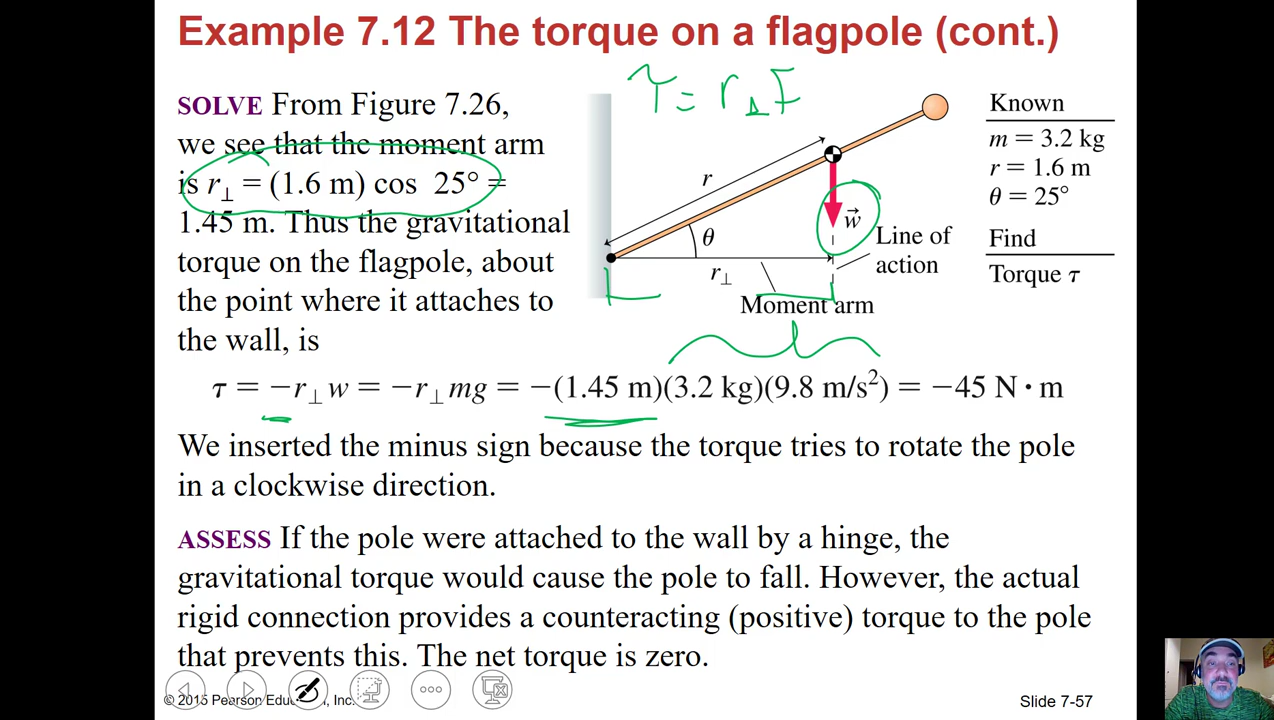 Example 7.12 The torque on a flagpole (cont.)
SOLVE From Figure 7.26,
we see that the moment arm
is r⊥ = (1.6 m) cos 25° =
1.45 m. Thus the gravitational
torque on the flagpole, about
the point where it attaches to
the wall, is
τ = r⊥ F
r
θ
r⊥
w⃗
Line of
action
Moment arm
Known
m = 3.2 kg
r = 1.6 m
θ = 25°
Find
Torque τ
τ = −r⊥w = −r⊥mg = −(1.45 m)(3.2 kg)(9.8 m/s²) = −45 N · m
We inserted the minus sign because the torque tries to rotate the pole
in a clockwise direction.
ASSESS If the pole were attached to the wall by a hinge, the
gravitational torque would cause the pole to fall. However, the actual
rigid connection provides a counteracting (positive) torque to the pole
that prevents this. The net torque is zero.
© 2015 Pearson Edu Inc.
Slide 7-57